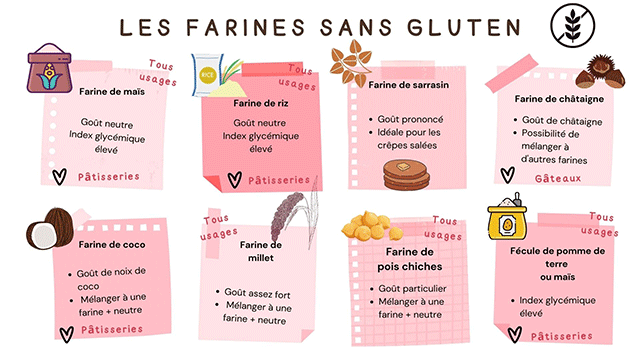 LES FARINES SANS GLUTEN
Tous
usages
Farine de maïs
Goût neutre
Index glycémique
élevé
Pâtisseries
RICE
Tous
usages
Farine de riz
Goût neutre
Index glycémique
élevé
Pâtisseries
Farine de sarrasin
• Goût prononcé
• Idéale pour les
crêpes salées
Farine de châtaigne
• Goût de châtaigne
• Possibilité de
mélanger à
d'autres farines
Gâteaux
Farine de coco
• Goût de noix de
coco
• Mélanger à une
farine + neutre
Pâtisseries
Tous
usages
Farine de
millet
• Goût assez fort
• Mélanger à une
farine + neutre
Tous
usages
Farine de
pois chiches
• Goût particulier
• Mélanger à une
farine + neutre
Tous
usages
Fécule de pomme de
terre
ou maïs
• Index glycémique
élevé
Pâtisseries